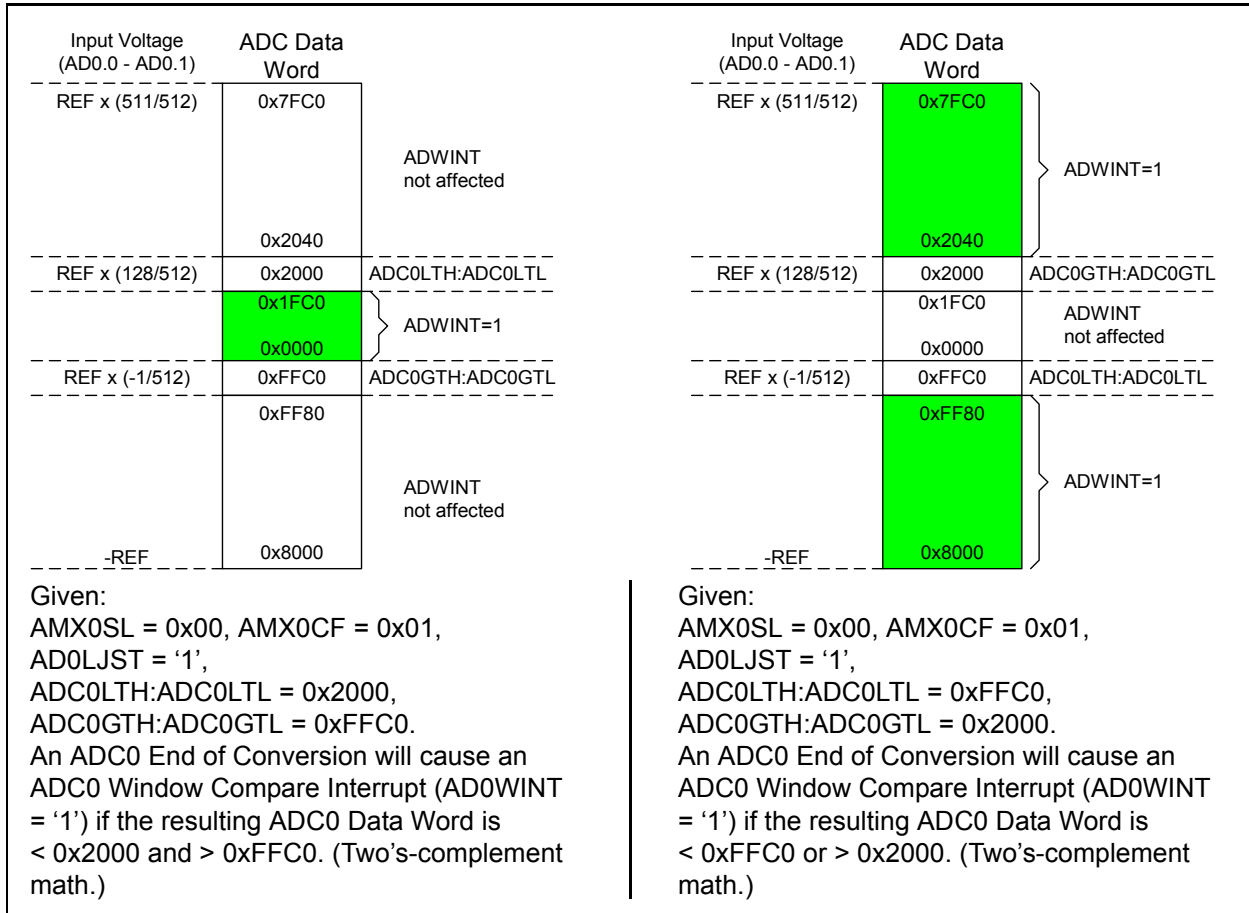 Input Voltage
(AD0.0 - AD0.1)
ADC Data
Word
REF x (511/512)
0x7FC0
ADWINT
not affected
0x2040
REF x (128/512)
0x2000
ADC0LTH:ADC0LTL
0x1FC0
ADWINT=1
0x0000
REF x (-1/512)
0xFFC0
ADC0GTH:ADC0GTL
0xFF80
ADWINT
not affected
-REF
0x8000
Given:
AMX0SL = 0x00, AMX0CF = 0x01,
AD0LJST = ‘1’,
ADC0LTH:ADC0LTL = 0x2000,
ADC0GTH:ADC0GTL = 0xFFC0.
An ADC0 End of Conversion will cause an
ADC0 Window Compare Interrupt (AD0WINT
= ‘1’) if the resulting ADC0 Data Word is
< 0x2000 and > 0xFFC0. (Two’s-complement
math.)
Input Voltage
(AD0.0 - AD0.1)
ADC Data
Word
REF x (511/512)
0x7FC0
ADWINT=1
0x2040
REF x (128/512)
0x2000
ADC0GTH:ADC0GTL
0x1FC0
ADWINT
not affected
0x0000
REF x (-1/512)
0xFFC0
ADC0LTH:ADC0LTL
0xFF80
ADWINT=1
-REF
0x8000
Given:
AMX0SL = 0x00, AMX0CF = 0x01,
AD0LJST = ‘1’,
ADC0LTH:ADC0LTL = 0xFFC0,
ADC0GTH:ADC0GTL = 0x2000.
An ADC0 End of Conversion will cause an
ADC0 Window Compare Interrupt (AD0WINT
= ‘1’) if the resulting ADC0 Data Word is
< 0xFFC0 or > 0x2000. (Two’s-complement
math.)